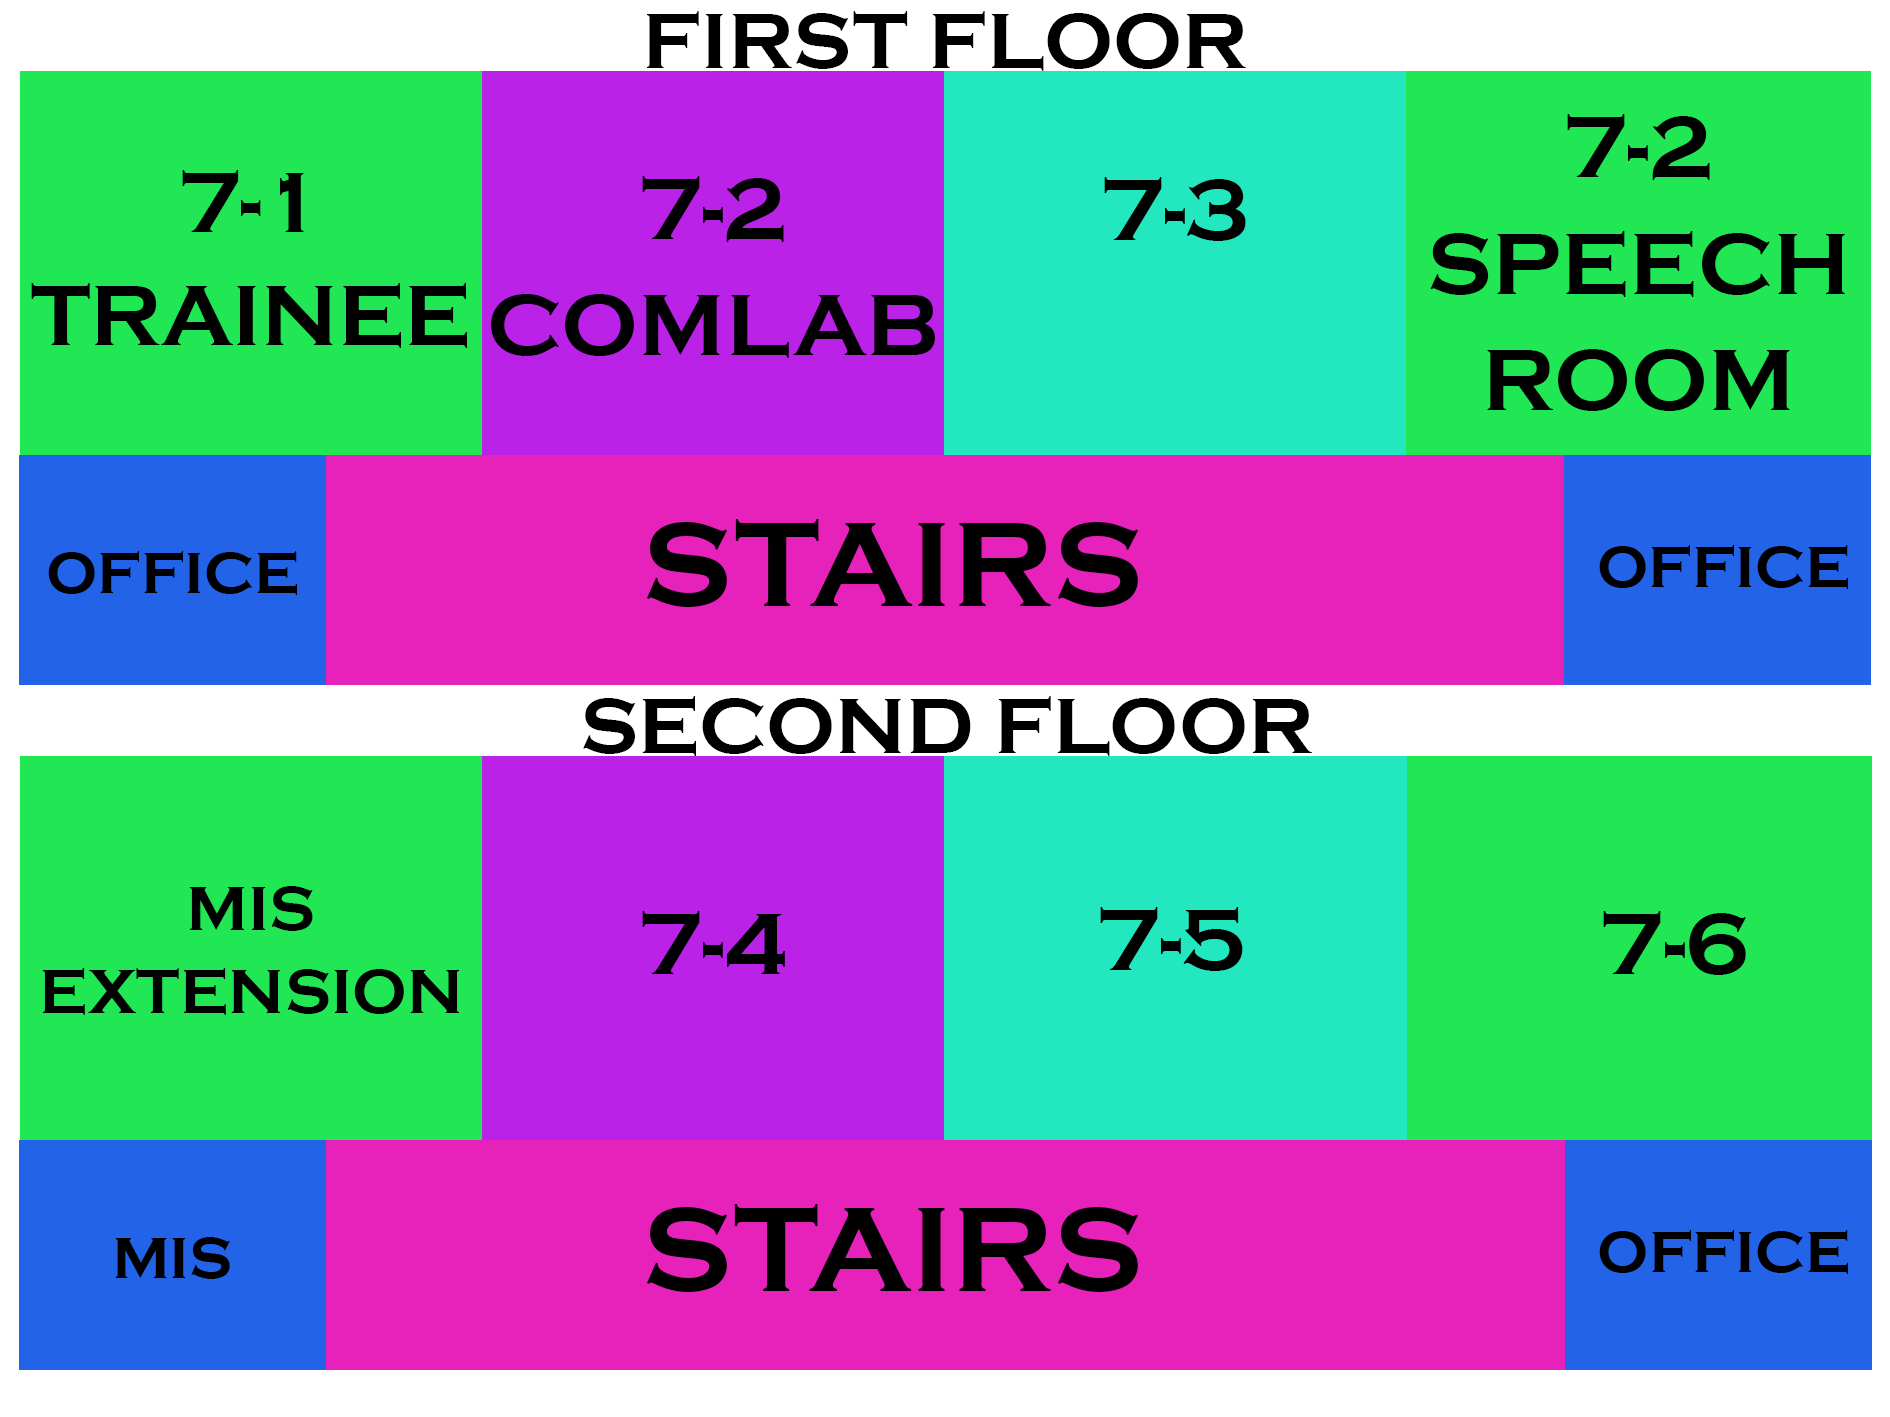 FIRST FLOOR
7-1
TRAINEE
7-2
COMLAB
7-3
7-2
SPEECH
ROOM
OFFICE
STAIRS
OFFICE
SECOND FLOOR
MIS
EXTENSION
7-4
7-5
7-6
MIS
STAIRS
OFFICE